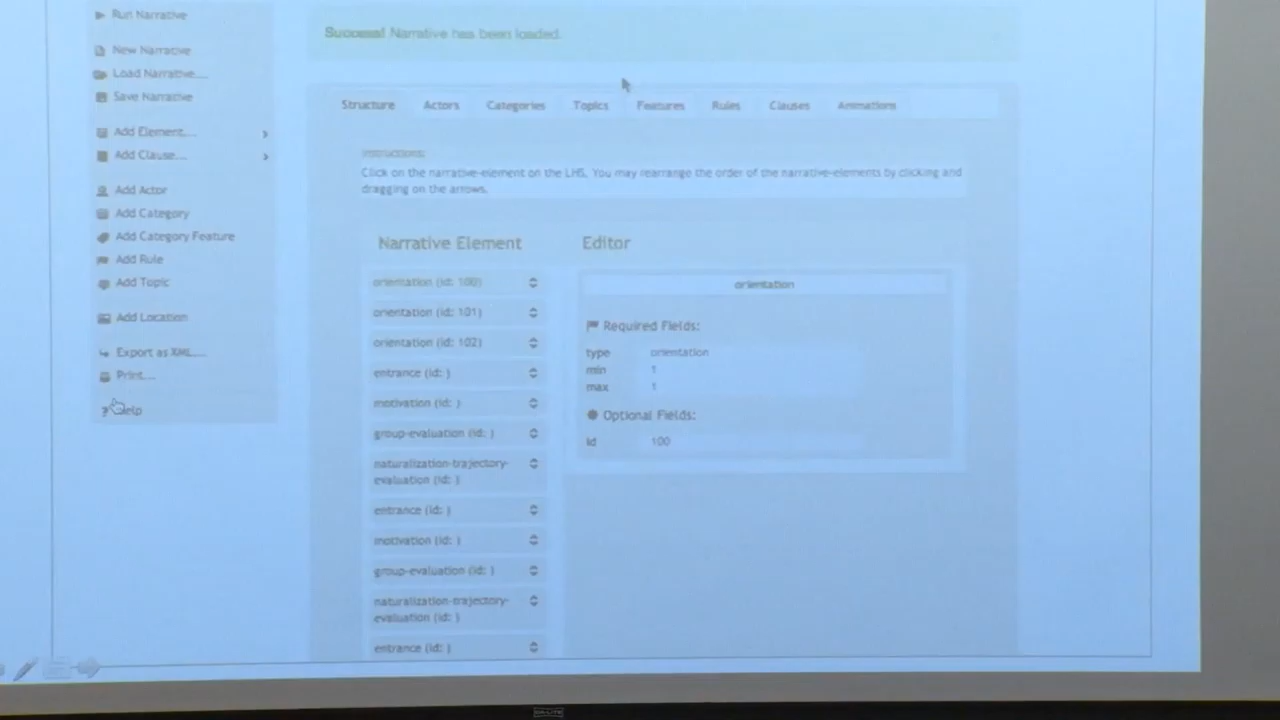 Run Narrative
New Narrative
Load Narrative....
Save Narrative
Add Element....
Add Clause....
Add Actor
Add Category
Add Category Feature
Add Rule
Add Topic
Add Location
Export as XML....
Print....
Help
Success! Narrative has been loaded.
Structure Actors Categories Topics Features Rules Clauses Animations
Instructions:
Click on the narrative-element on the LHS. You may rearrange the order of the narrative-elements by clicking and
dragging on the arrows.
Narrative Element
orientation (id: 100)
orientation (id: 101)
orientation (id: 102)
entrance (id: )
motivation (id: )
group-evaluation (id: )
naturalization-trajectory-
evaluation (id: )
entrance (id: )
motivation (id: )
group-evaluation (id: )
naturalization-trajectory-
evaluation (id: )
entrance (id: )
Editor
orientation
Required Fields:
type orientation
min 1
max 1
Optional Fields:
id 100
DA-LITE